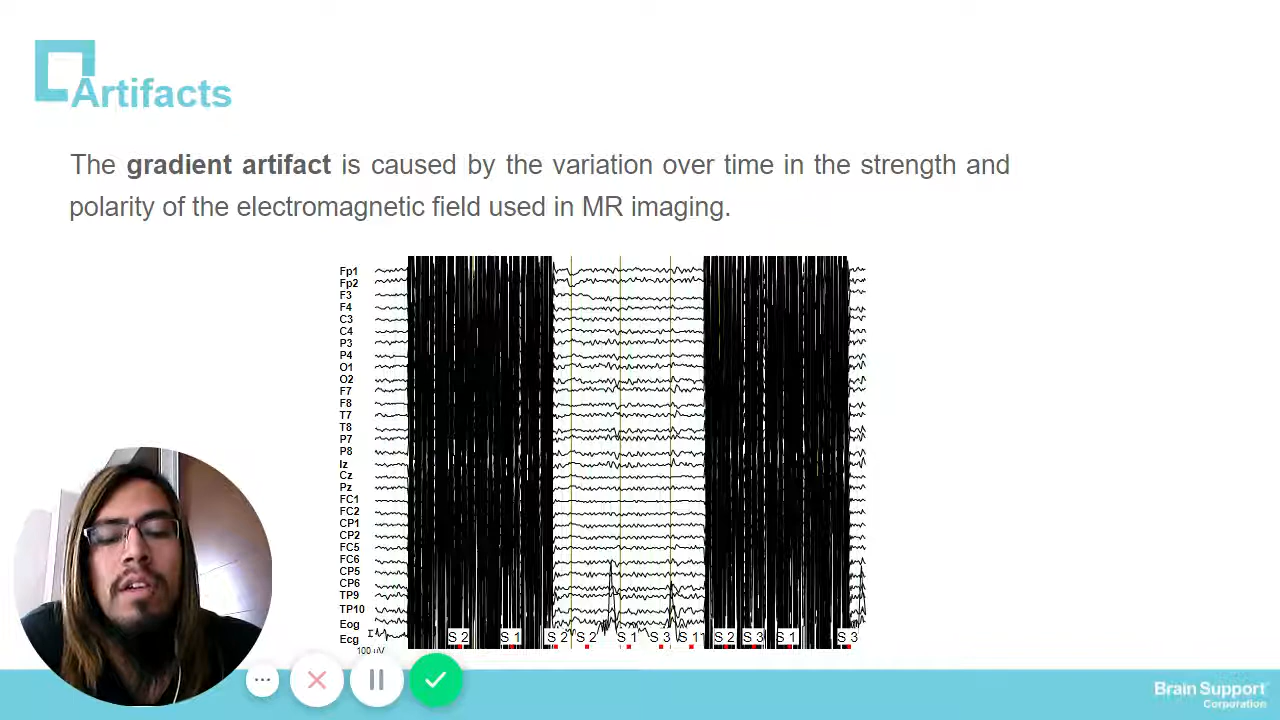 Artifacts
The gradient artifact is caused by the variation over time in the strength and
polarity of the electromagnetic field used in MR imaging.
Fp1
Fp2
F3
F4
C3
C4
P3
P4
O1
O2
F7
F8
T7
T8
P7
P8
Iz
Cz
Pz
FC1
FC2
CP1
CP2
FC5
FC6
CP5
CP6
TP9
TP10
Eog
Ecg
S 2 S 1 S 2 S 2 S 1 S 3 S 1 S 2 S 3 S 1 S 3
100 uV
Brain Support
Corporation